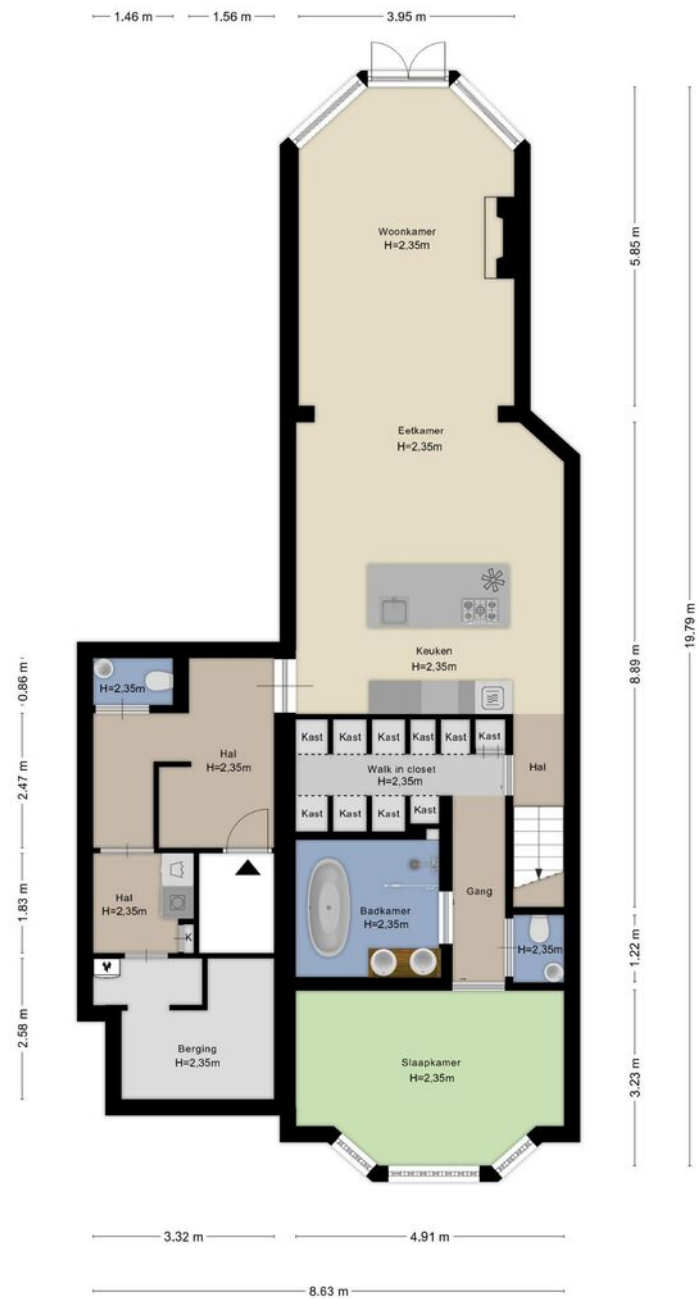 1.46 m
1.56 m
3.95 m
Woonkamer
H=2,35m
5.85 m
Eetkamer
H=2,35m
19.79 m
Keuken
H=2,35m
8.89 m
0.86 m
H=2,35m
2.47 m
Hal
H=2,35m
Kast Kast Kast Kast Kast Kast
Walk in closet
H=2,35m
Hal
Kast Kast Kast Kast
1.83 m
Hal
H=2,35m
K
Badkamer
H=2,35m
Gang
H=2,35m
1.22 m
2.58 m
Berging
H=2,35m
Slaapkamer
H=2,35m
3.23 m
3.32 m
4.91 m
8.63 m